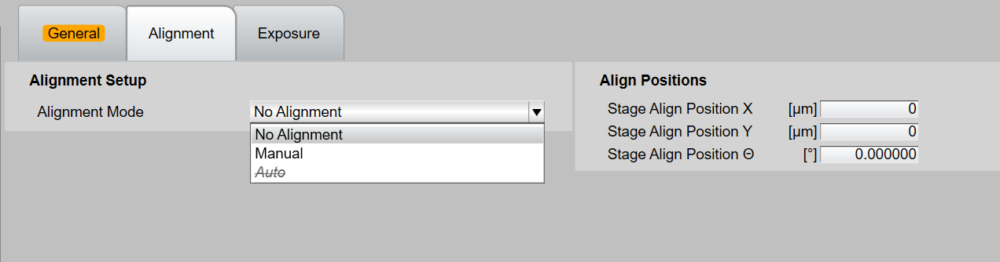 General Alignment Exposure
Alignment Setup
Alignment Mode No Alignment
No Alignment
Manual
Auto
Align Positions
Stage Align Position X [µm] 0
Stage Align Position Y [µm] 0
Stage Align Position Θ [°] 0.000000